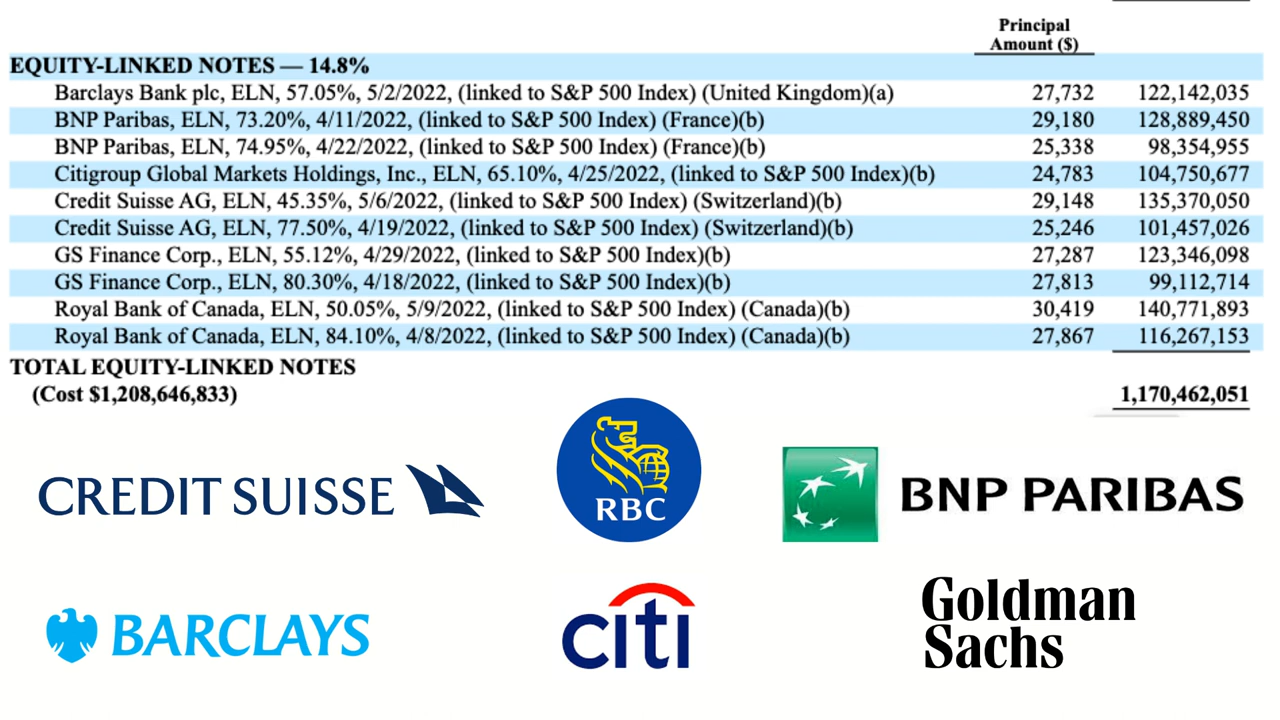 Principal
Amount ($)
EQUITY-LINKED NOTES — 14.8%
Barclays Bank plc, ELN, 57.05%, 5/2/2022, (linked to S&P 500 Index) (United Kingdom)(a) 27,732 122,142,035
BNP Paribas, ELN, 73.20%, 4/11/2022, (linked to S&P 500 Index) (France)(b) 29,180 128,889,450
BNP Paribas, ELN, 74.95%, 4/22/2022, (linked to S&P 500 Index) (France)(b) 25,338 98,354,955
Citigroup Global Markets Holdings, Inc., ELN, 65.10%, 4/25/2022, (linked to S&P 500 Index)(b) 24,783 104,750,677
Credit Suisse AG, ELN, 45.35%, 5/6/2022, (linked to S&P 500 Index) (Switzerland)(b) 29,148 135,370,050
Credit Suisse AG, ELN, 77.50%, 4/19/2022, (linked to S&P 500 Index) (Switzerland)(b) 25,246 101,457,026
GS Finance Corp., ELN, 55.12%, 4/29/2022, (linked to S&P 500 Index)(b) 27,287 123,346,098
GS Finance Corp., ELN, 80.30%, 4/18/2022, (linked to S&P 500 Index)(b) 27,813 99,112,714
Royal Bank of Canada, ELN, 50.05%, 5/9/2022, (linked to S&P 500 Index) (Canada)(b) 30,419 140,771,893
Royal Bank of Canada, ELN, 84.10%, 4/8/2022, (linked to S&P 500 Index) (Canada)(b) 27,867 116,267,153
TOTAL EQUITY-LINKED NOTES
(Cost $1,208,646,833) 1,170,462,051
CREDIT SUISSE
RBC
BNP PARIBAS
BARCLAYS
citi
Goldman
Sachs